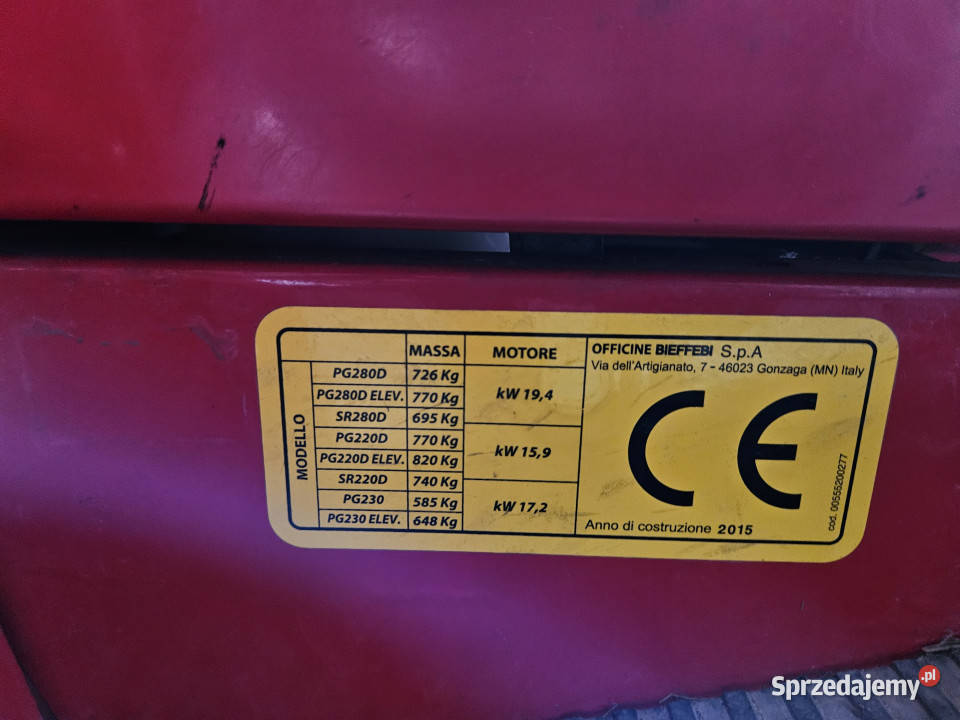 MASSA MOTORE
MODELLO
PG280D 726 Kg
PG280D ELEV. 770 Kg
SR280D 695 Kg
kW 19,4
PG220D 770 Kg
PG220D ELEV. 820 Kg
SR220D 740 Kg
kW 15,9
PG230 585 Kg
PG230 ELEV. 648 Kg
kW 17,2
OFFICINE BIEFFEBI S.p.A
Via dell'Artigianato, 7 - 46023 Gonzaga (MN) Italy
CE
Anno di costruzione 2015
cod. 00555200277
Sprzedajemy.pl